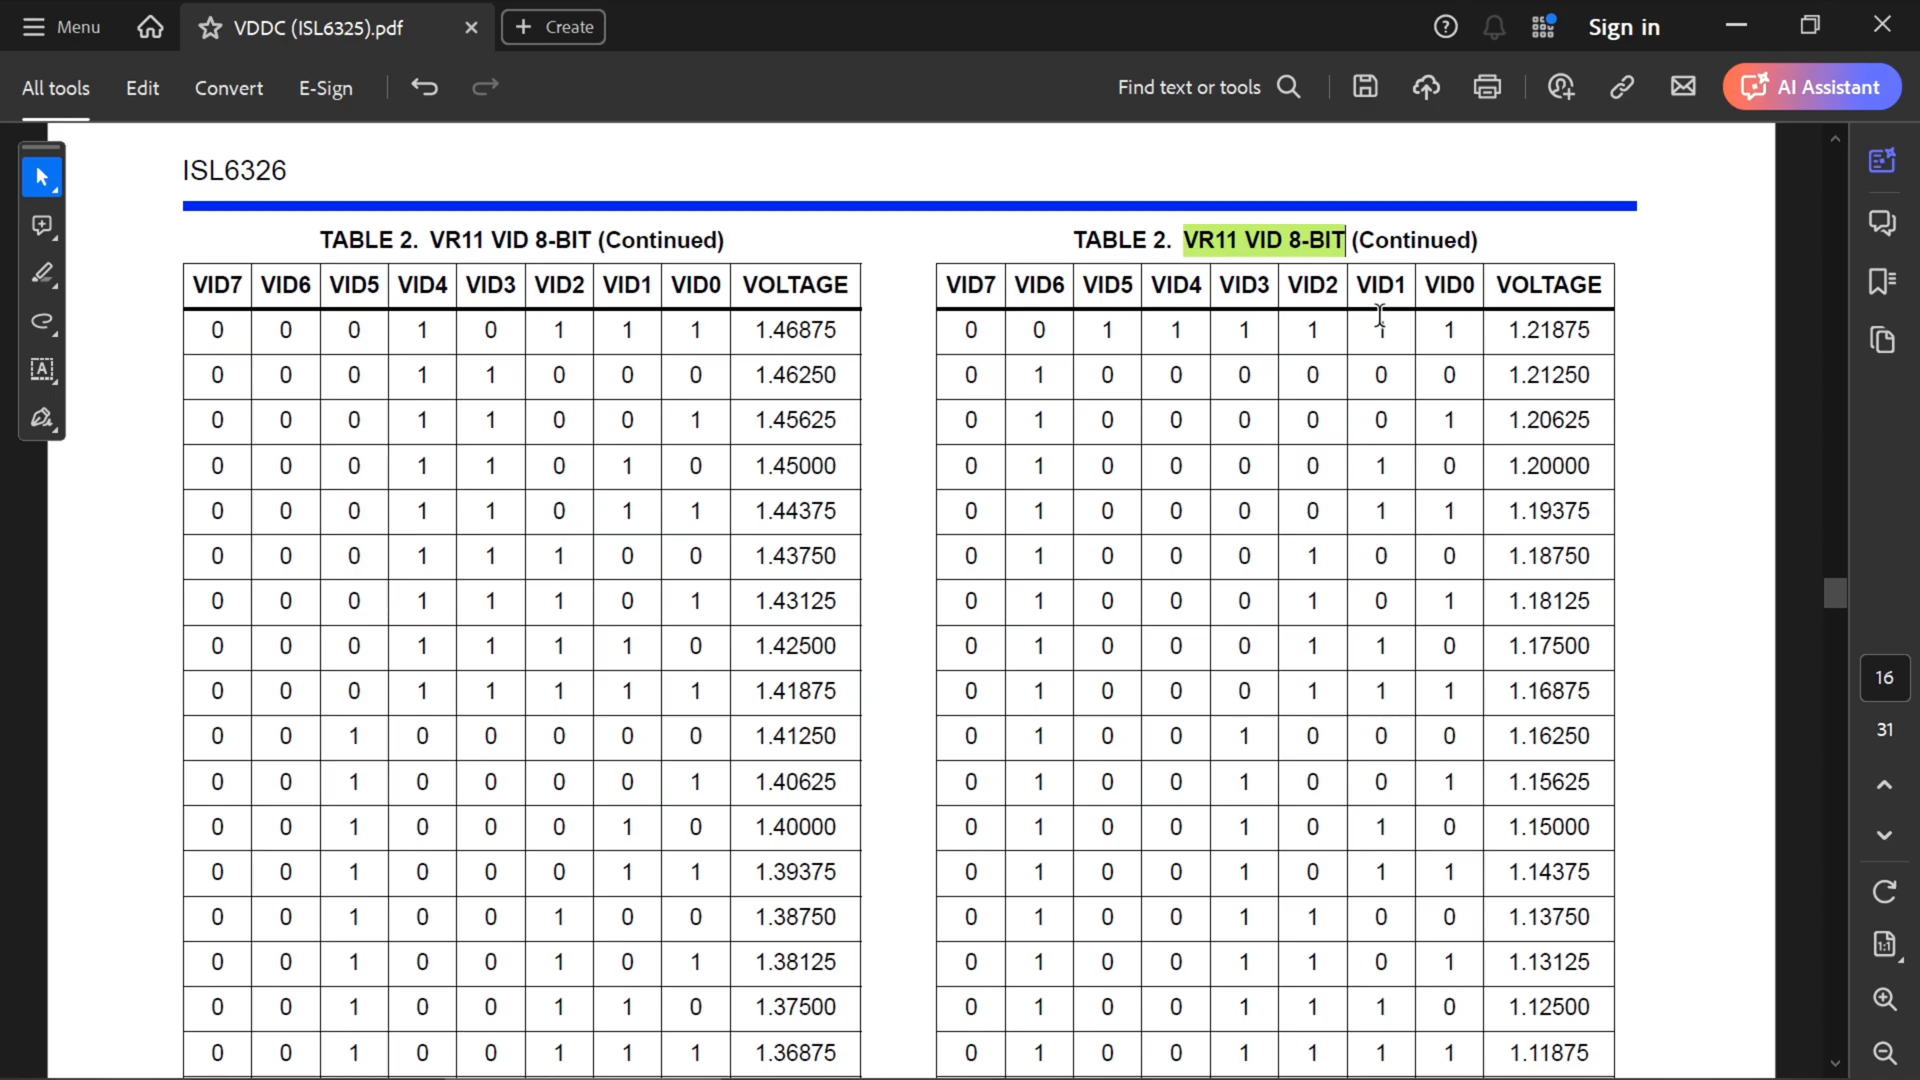 Menu
VDDC (ISL6325).pdf
Create
Sign in
All tools
Edit
Convert
E-Sign
Find text or tools
AI Assistant
ISL6326
TABLE 2. VR11 VID 8-BIT (Continued)
VID7 VID6 VID5 VID4 VID3 VID2 VID1 VID0 VOLTAGE
0 0 0 1 0 1 1 1 1.46875
0 0 0 1 1 0 0 0 1.46250
0 0 0 1 1 0 0 1 1.45625
0 0 0 1 1 0 1 0 1.45000
0 0 0 1 1 0 1 1 1.44375
0 0 0 1 1 1 0 0 1.43750
0 0 0 1 1 1 0 1 1.43125
0 0 0 1 1 1 1 0 1.42500
0 0 0 1 1 1 1 1 1.41875
0 0 1 0 0 0 0 0 1.41250
0 0 1 0 0 0 0 1 1.40625
0 0 1 0 0 0 1 0 1.40000
0 0 1 0 0 0 1 1 1.39375
0 0 1 0 0 1 0 0 1.38750
0 0 1 0 0 1 0 1 1.38125
0 0 1 0 0 1 1 0 1.37500
0 0 1 0 0 1 1 1 1.36875
TABLE 2. VR11 VID 8-BIT (Continued)
VID7 VID6 VID5 VID4 VID3 VID2 VID1 VID0 VOLTAGE
0 0 1 1 1 1 1 1 1.21875
0 1 0 0 0 0 0 0 1.21250
0 1 0 0 0 0 0 1 1.20625
0 1 0 0 0 0 1 0 1.20000
0 1 0 0 0 0 1 1 1.19375
0 1 0 0 0 1 0 0 1.18750
0 1 0 0 0 1 0 1 1.18125
0 1 0 0 0 1 1 0 1.17500
0 1 0 0 0 1 1 1 1.16875
0 1 0 0 1 0 0 0 1.16250
0 1 0 0 1 0 0 1 1.15625
0 1 0 0 1 0 1 0 1.15000
0 1 0 0 1 0 1 1 1.14375
0 1 0 0 1 1 0 0 1.13750
0 1 0 0 1 1 0 1 1.13125
0 1 0 0 1 1 1 0 1.12500
0 1 0 0 1 1 1 1 1.11875
16
31
1:1